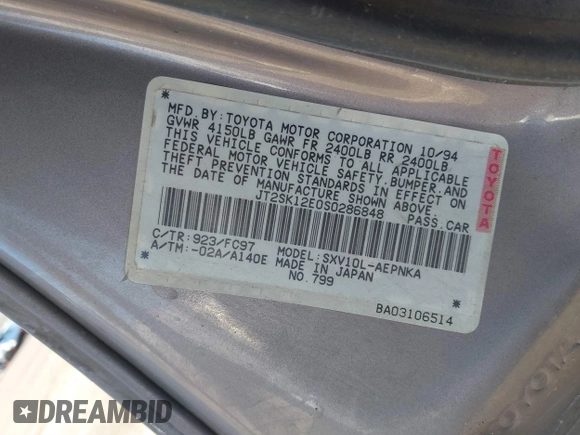 MFD.BY:TOYOTA MOTOR CORPORATION 10/94
GVWR 4150LB GAWR FR 2400LB RR 2400LB
THIS VEHICLE CONFORMS TO ALL APPLICABLE
FEDERAL MOTOR VEHICLE SAFETY,BUMPER,AND
THEFT PREVENTION STANDARDS IN EFFECT ON
THE DATE OF MANUFACTURE SHOWN ABOVE.
JT2SK12E0S0286848 PASS.CAR
C/TR:923/FC97 MODEL:SXV10L-AEPNKA
A/TM:-02A/A140E MADE IN JAPAN
NO.799
BA03106514
TOYOTA
TOYOTA
DREAMBID